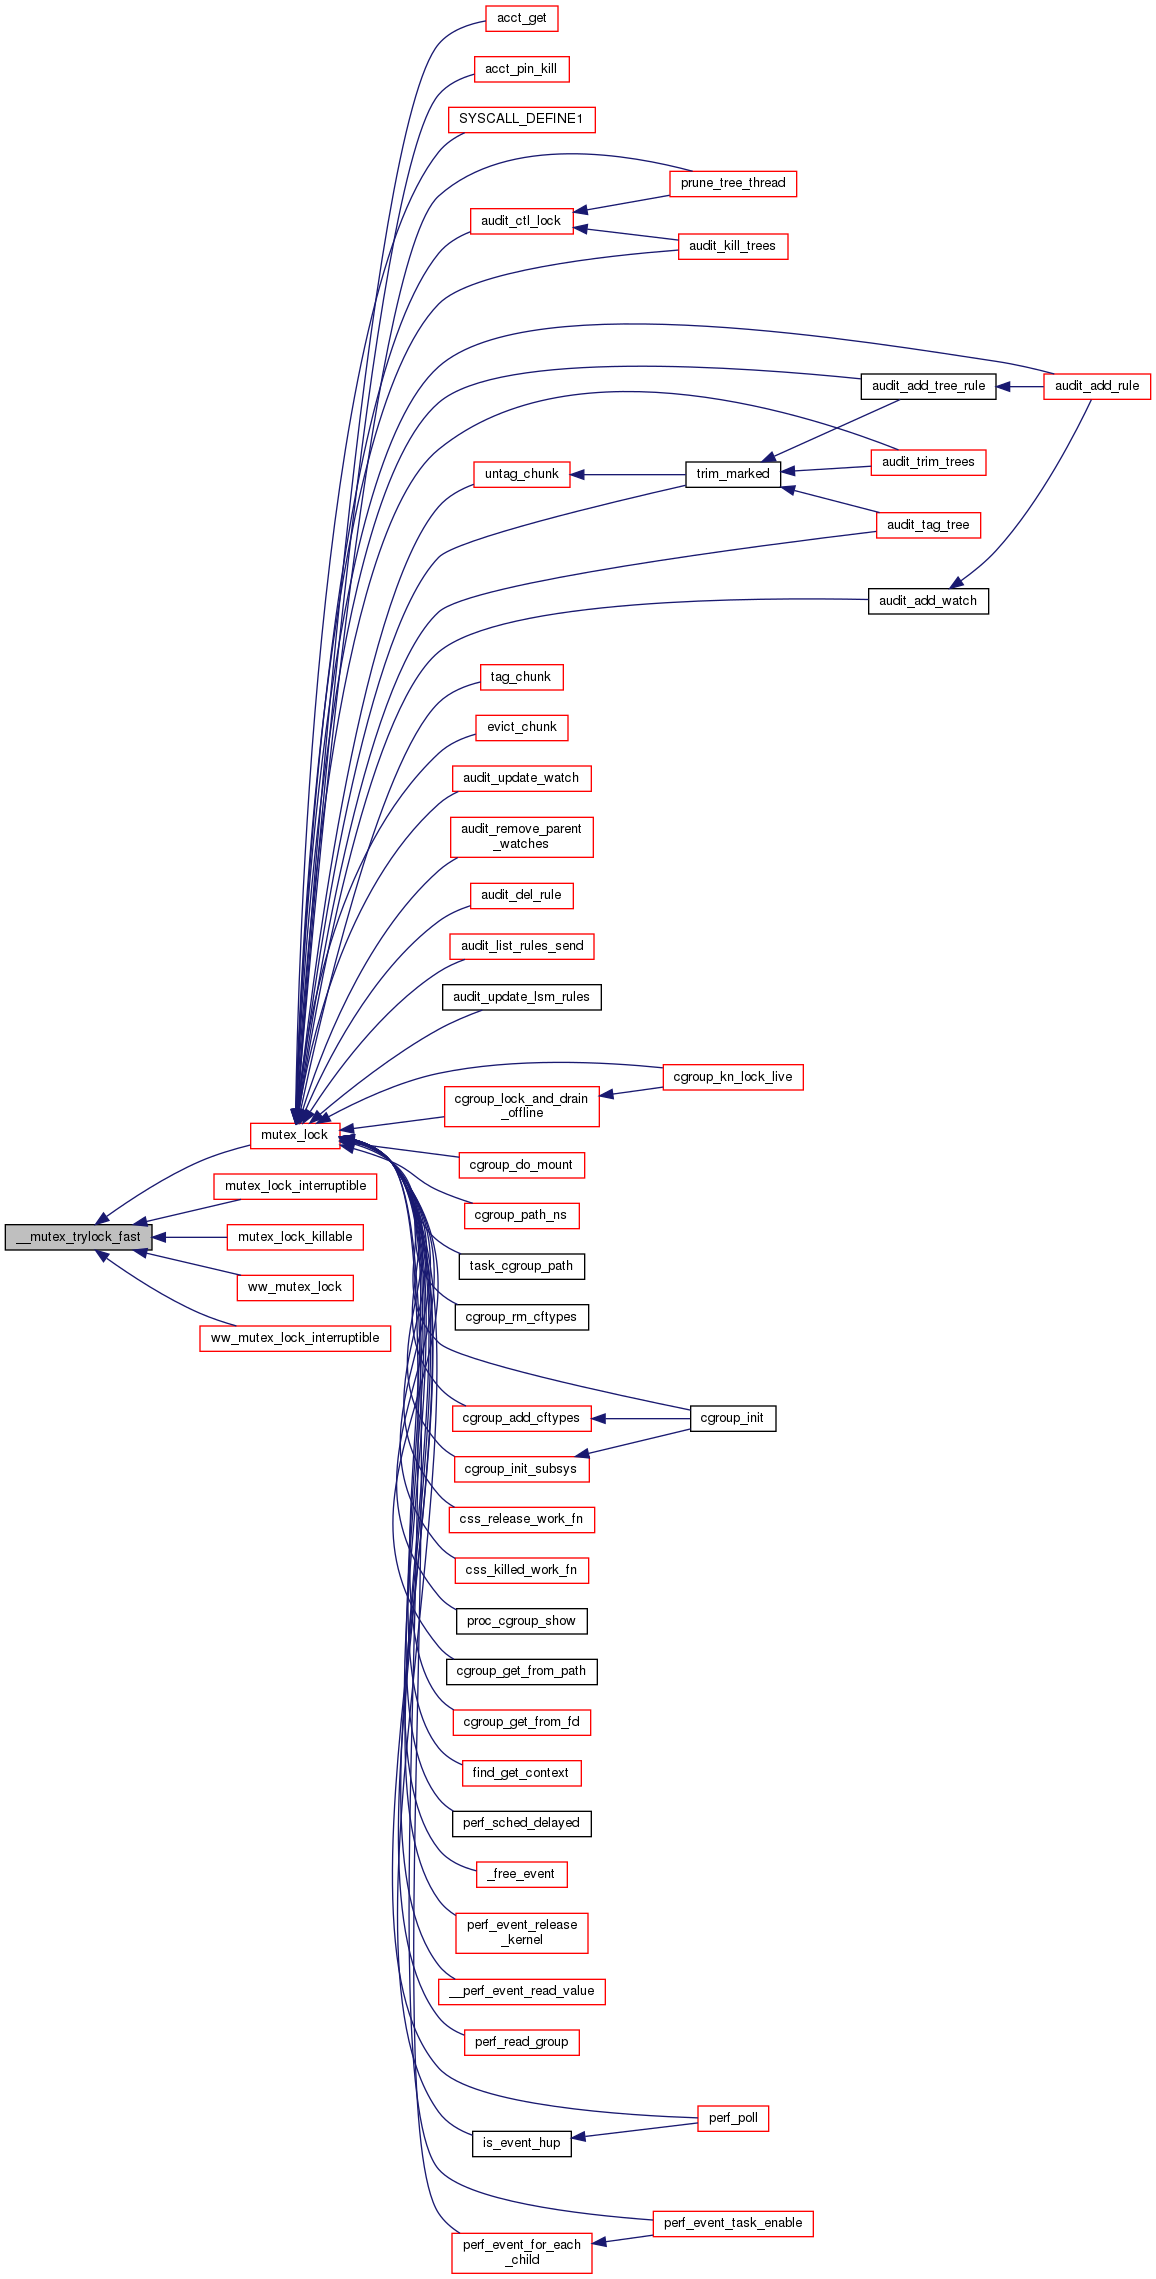 acct_get
acct_pin_kill
SYSCALL_DEFINE1
prune_tree_thread
audit_ctl_lock
audit_kill_trees
audit_add_tree_rule
audit_add_rule
audit_trim_trees
untag_chunk
trim_marked
audit_tag_tree
audit_add_watch
tag_chunk
evict_chunk
audit_update_watch
audit_remove_parent
_watches
audit_del_rule
audit_list_rules_send
audit_update_lsm_rules
cgroup_kn_lock_live
cgroup_lock_and_drain
_offline
mutex_lock
cgroup_do_mount
mutex_lock_interruptible
cgroup_path_ns
__mutex_trylock_fast
mutex_lock_killable
task_cgroup_path
ww_mutex_lock
cgroup_rm_cftypes
ww_mutex_lock_interruptible
cgroup_add_cftypes
cgroup_init
cgroup_init_subsys
css_release_work_fn
css_killed_work_fn
proc_cgroup_show
cgroup_get_from_path
cgroup_get_from_fd
find_get_context
perf_sched_delayed
_free_event
perf_event_release
_kernel
__perf_event_read_value
perf_read_group
perf_poll
is_event_hup
perf_event_task_enable
perf_event_for_each
_child